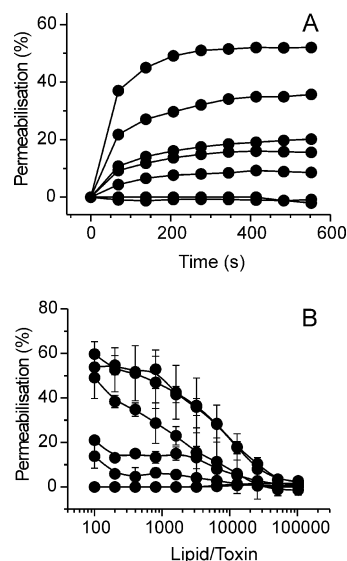 A
Permeabilisation (%)
60
40
20
0
0 200 400 600
Time (s)
B
Permeabilisation (%)
80
60
40
20
0
100 1000 10000 100000
Lipid/Toxin